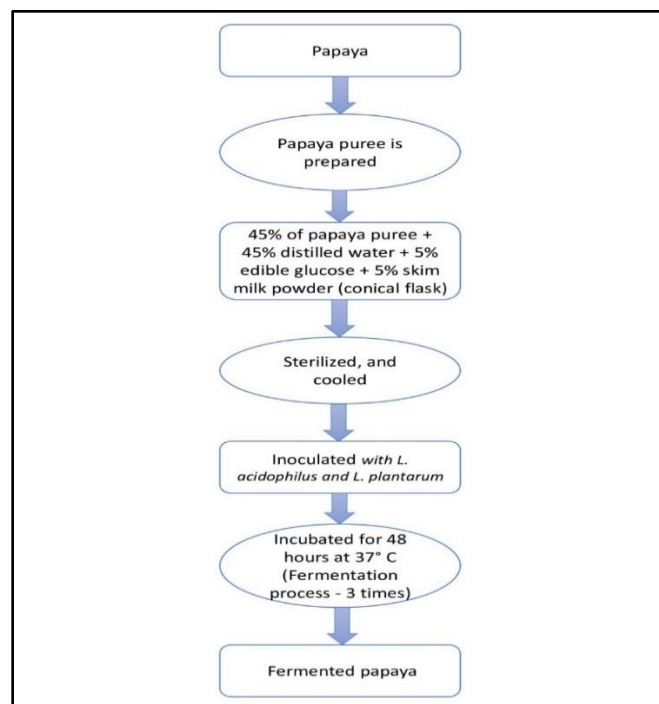 Papaya
Papaya puree is
prepared
45% of papaya puree +
45% distilled water + 5%
edible glucose + 5% skim
milk powder (conical flask)
Sterilized, and
cooled
Inoculated with L.
acidophilus and L. plantarum
Incubated for 48
hours at 37° C
(Fermentation
process - 3 times)
Fermented papaya